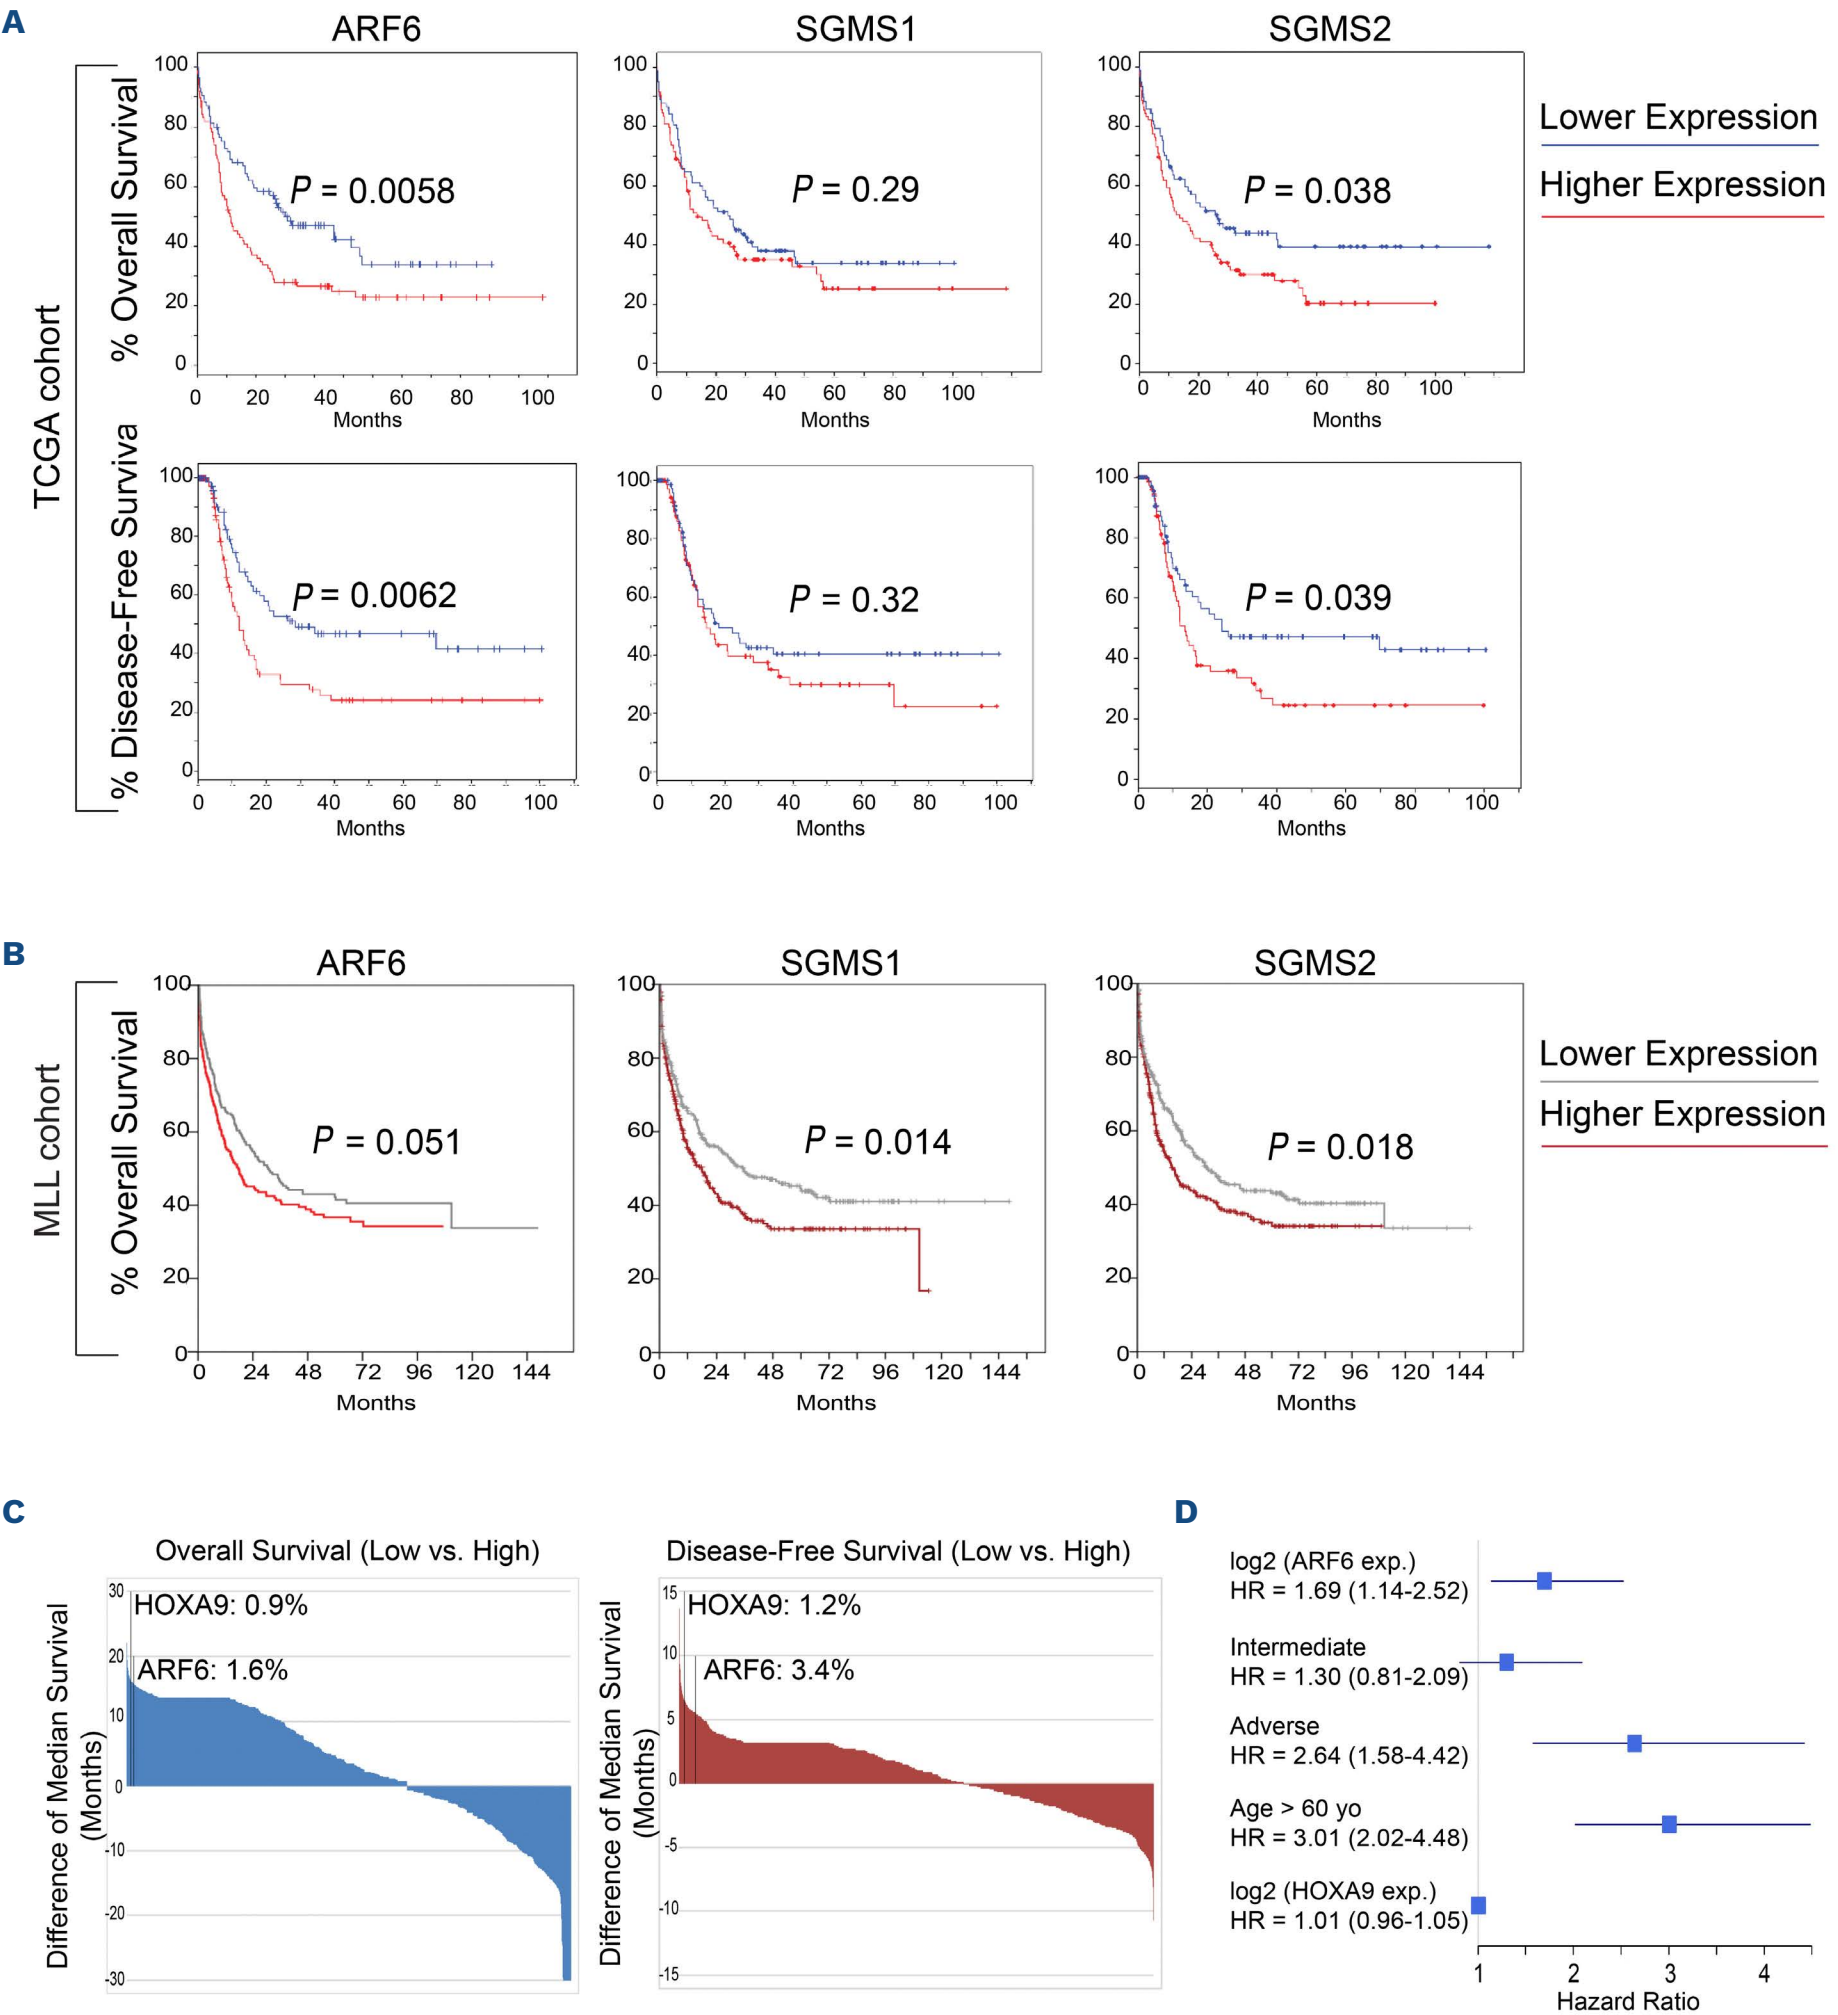 A
ARF6
SGMS1
SGMS2
TCGA cohort
% Overall Survival
100
80
60
40
20
0
P = 0.0058
0 20 40 60 80 100
Months
100
80
60
40
20
0
P = 0.29
0 20 40 60 80 100
Months
100
80
60
40
20
0
P = 0.038
0 20 40 60 80 100
Months
Lower Expression
Higher Expression
% Disease-Free Surviva
100
80
60
40
20
0
P = 0.0062
0 20 40 60 80 100
Months
100
80
60
40
20
0
P = 0.32
0 20 40 60 80 100
Months
100
80
60
40
20
0
P = 0.039
0 20 40 60 80 100
Months
B
ARF6
SGMS1
SGMS2
MLL cohort
% Overall Survival
100
80
60
40
20
0
P = 0.051
0 24 48 72 96 120 144
Months
100
80
60
40
20
0
P = 0.014
0 24 48 72 96 120 144
Months
100
80
60
40
20
0
P = 0.018
0 24 48 72 96 120 144
Months
Lower Expression
Higher Expression
C
Overall Survival (Low vs. High)
Difference of Median Survival
(Months)
30
20
10
0
-10
-20
-30
HOXA9: 0.9%
ARF6: 1.6%
Disease-Free Survival (Low vs. High)
Difference of Median Survival
(Months)
15
10
5
0
-5
-10
-15
HOXA9: 1.2%
ARF6: 3.4%
D
log2 (ARF6 exp.)
HR = 1.69 (1.14-2.52)
Intermediate
HR = 1.30 (0.81-2.09)
Adverse
HR = 2.64 (1.58-4.42)
Age > 60 yo
HR = 3.01 (2.02-4.48)
log2 (HOXA9 exp.)
HR = 1.01 (0.96-1.05)
1 2 3 4
Hazard Ratio